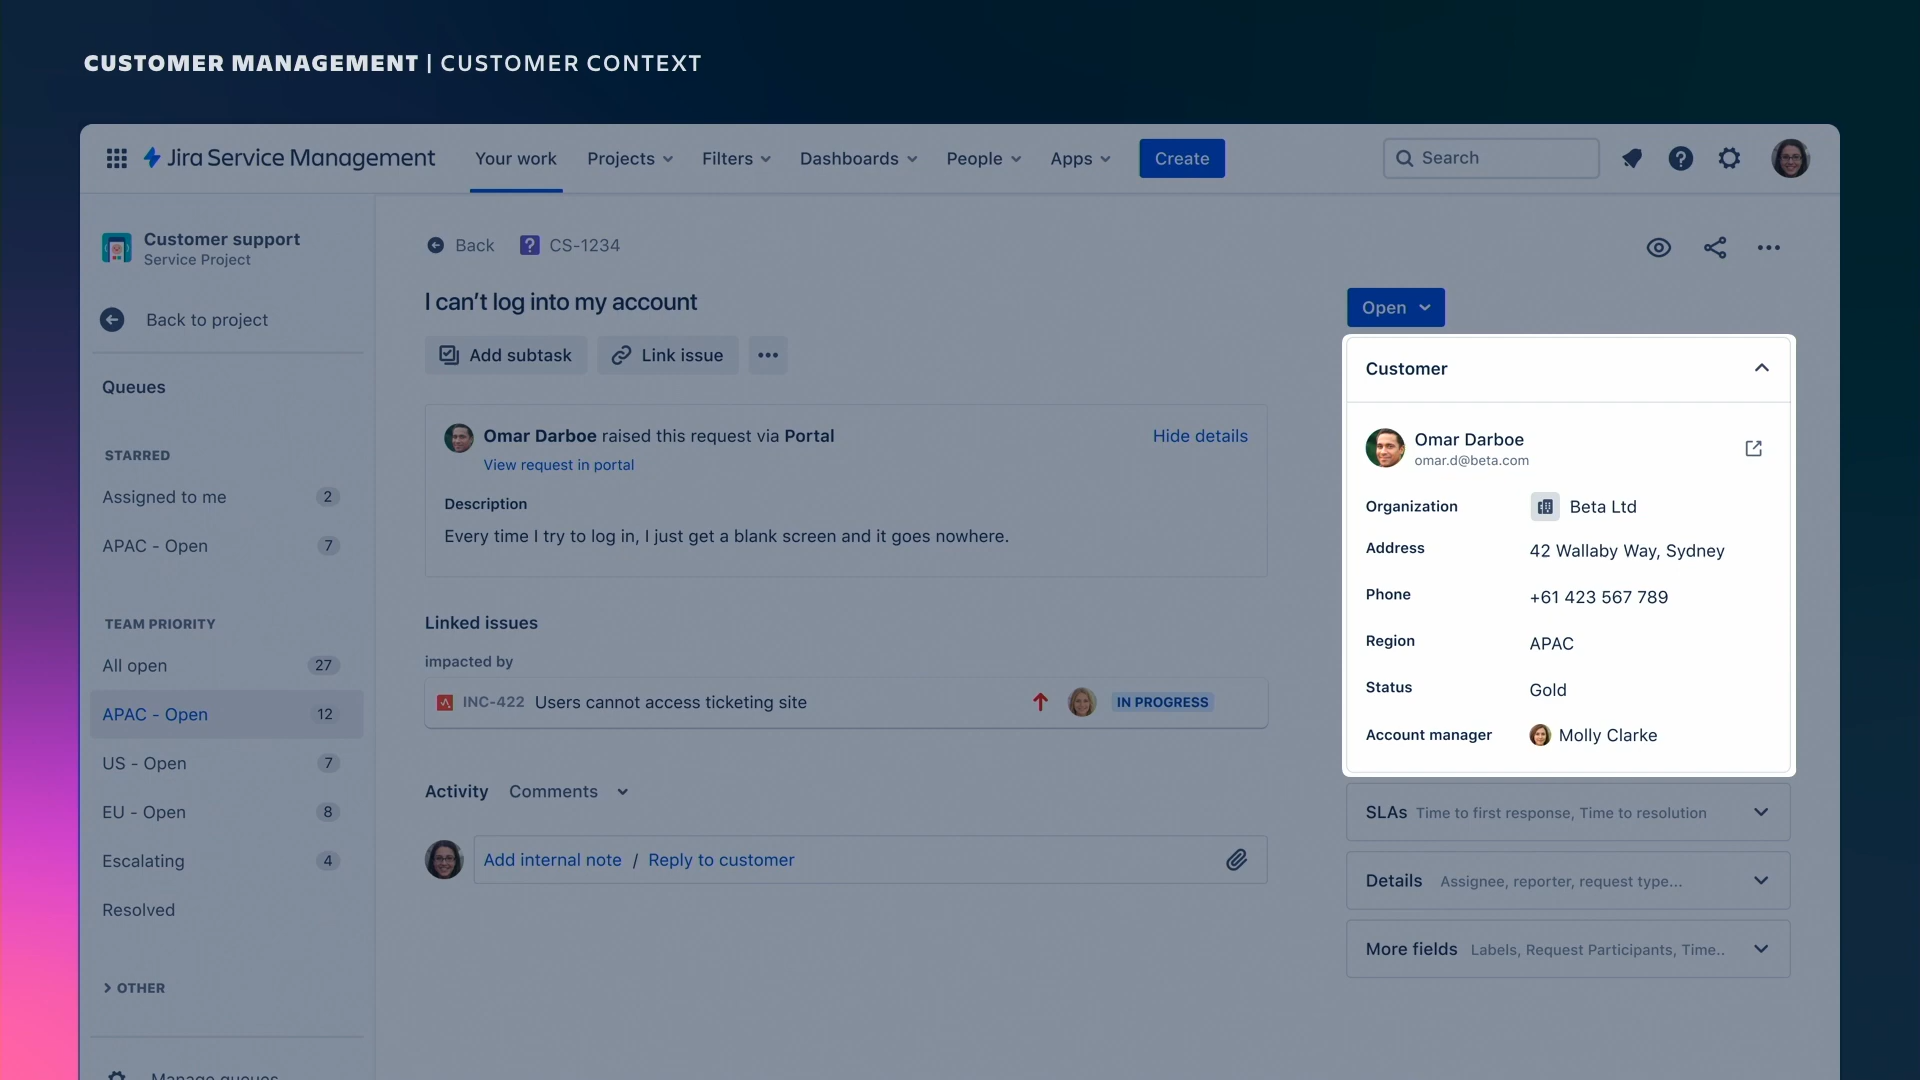 CUSTOMER MANAGEMENT | CUSTOMER CONTEXT
Jira Service Management
Your work
Projects
Filters
Dashboards
People
Apps
Create
Search
Customer support
Service Project
Back to project
Queues
STARRED
Assigned to me 2
APAC - Open 7
TEAM PRIORITY
All open 27
APAC - Open 12
US - Open 7
EU - Open 8
Escalating 4
Resolved
OTHER
Manage queues
Back
CS-1234
I can’t log into my account
Add subtask
Link issue
Omar Darboe raised this request via Portal
Hide details
View request in portal
Description
Every time I try to log in, I just get a blank screen and it goes nowhere.
Linked issues
impacted by
INC-422 Users cannot access ticketing site
IN PROGRESS
Activity Comments
Add internal note / Reply to customer
Open
Customer
Omar Darboe
omar.d@beta.com
Organization Beta Ltd
Address 42 Wallaby Way, Sydney
Phone +61 423 567 789
Region APAC
Status Gold
Account manager Molly Clarke
SLAs Time to first response, Time to resolution
Details Assignee, reporter, request type...
More fields Labels, Request Participants, Time..